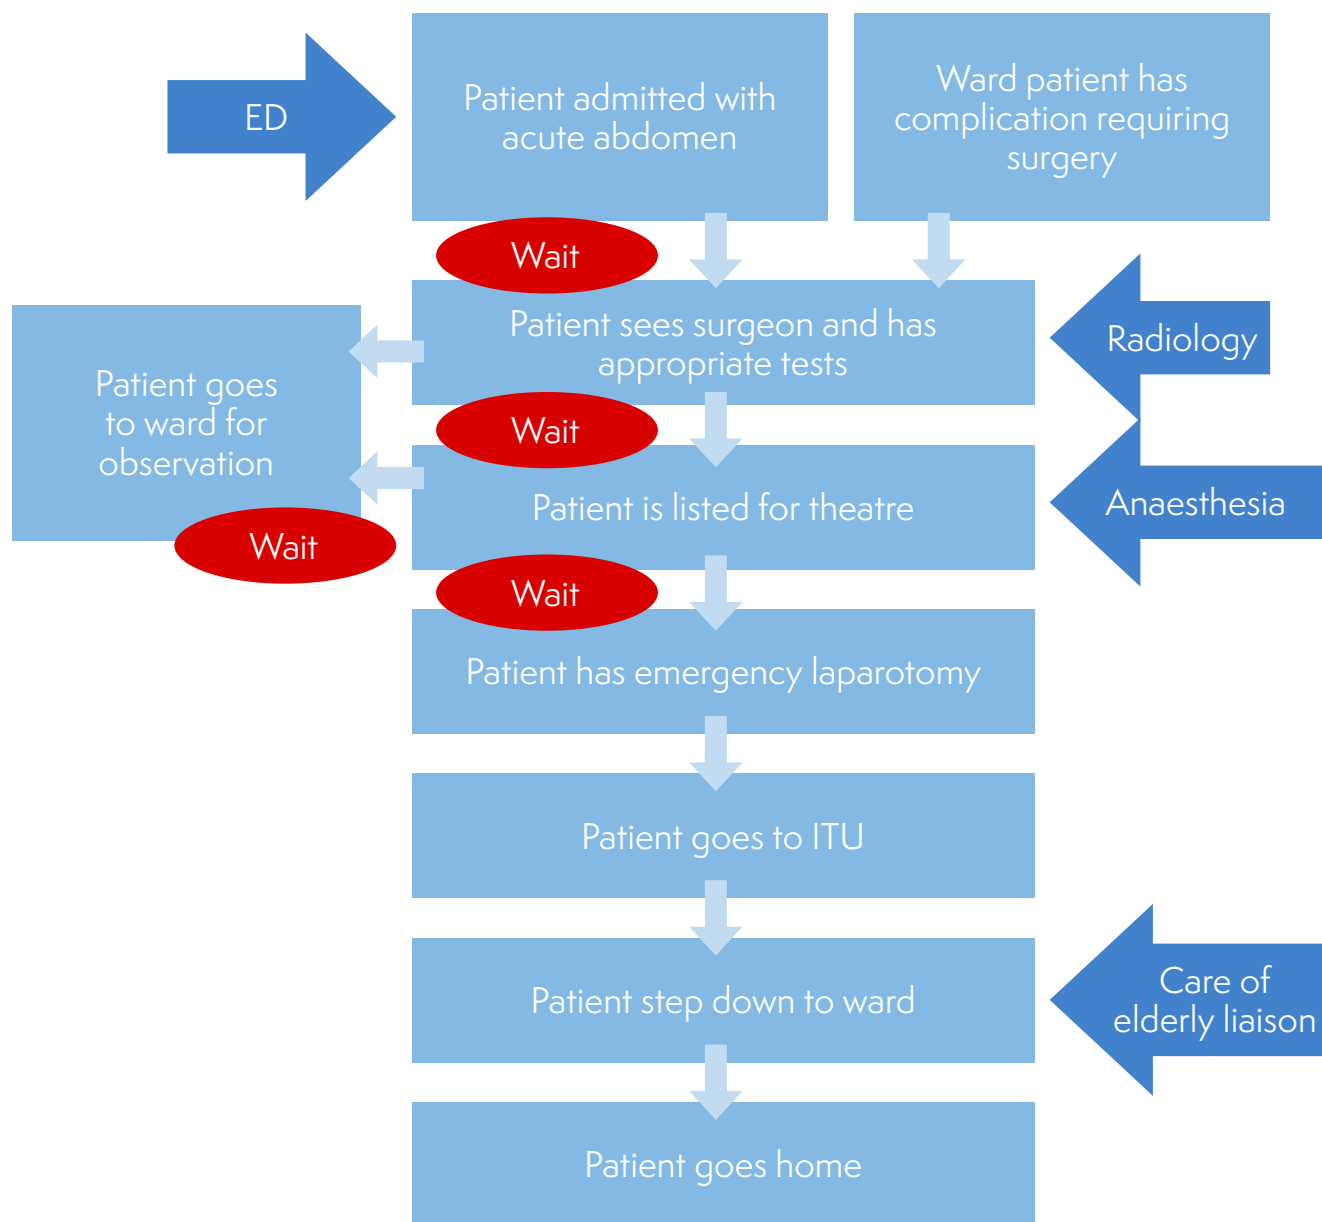 ED
Patient admitted with
acute abdomen
Ward patient has
complication requiring
surgery
Wait
Patient sees surgeon and has
appropriate tests
Radiology
Patient goes
to ward for
observation
Wait
Wait
Patient is listed for theatre
Anaesthesia
Wait
Patient has emergency laparotomy
Patient goes to ITU
Patient step down to ward
Care of
elderly liaison
Patient goes home